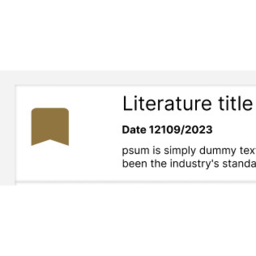 Literature title
Date 12109/2023
psum is simply dummy tex
been the industry's standa